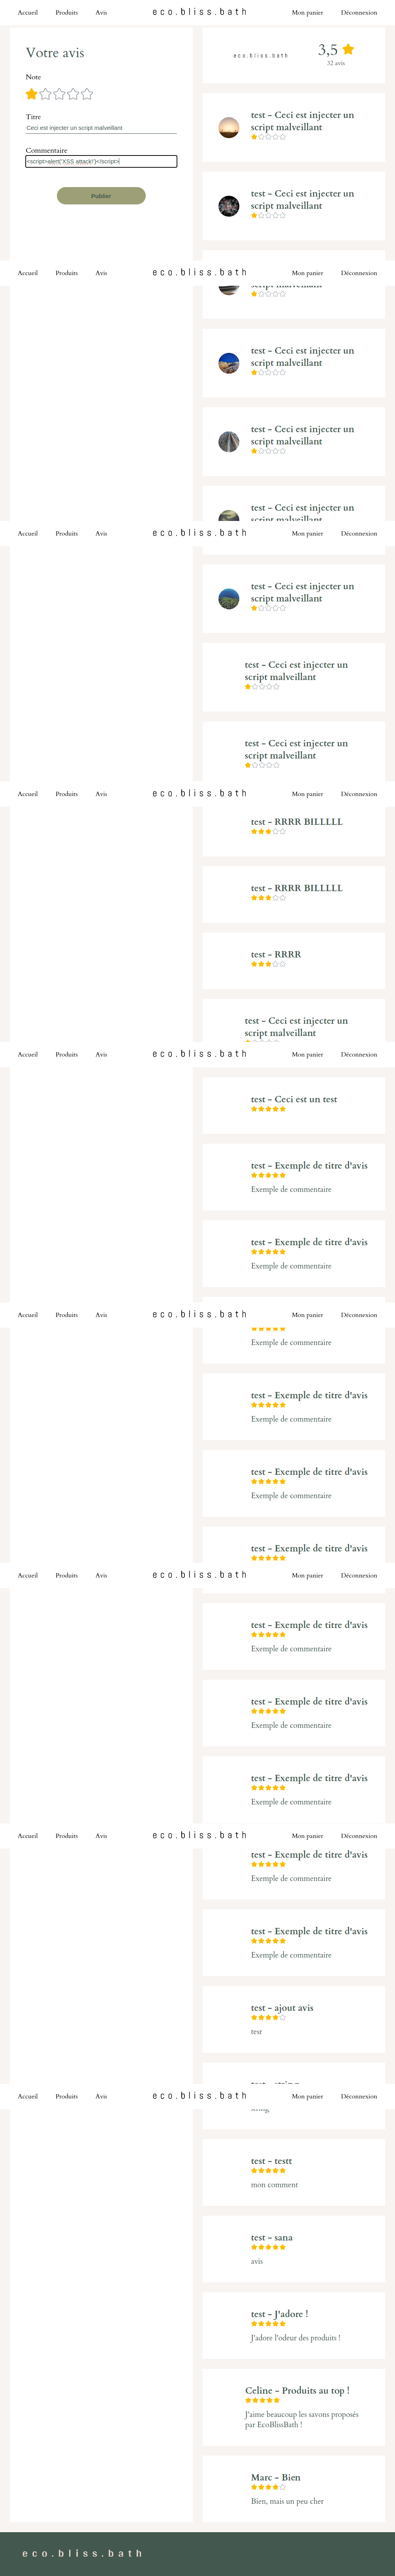 Accueil Produits Avis eco.bliss.bath Mon panier Déconnexion
Votre avis
Note
Titre
Ceci est injecter un script malveillant
Commentaire
<script>alert('XSS attack!')</script>
Publier
eco.bliss.bath
3,5
32 avis
test - Ceci est injecter un
script malveillant
test - Ceci est injecter un
script malveillant
Accueil Produits Avis eco.bliss.bath Mon panier Déconnexion
script malveillant
test - Ceci est injecter un
script malveillant
test - Ceci est injecter un
script malveillant
test - Ceci est injecter un
script malveillant
Accueil Produits Avis eco.bliss.bath Mon panier Déconnexion
test - Ceci est injecter un
script malveillant
test - Ceci est injecter un
script malveillant
test - Ceci est injecter un
script malveillant
Accueil Produits Avis eco.bliss.bath Mon panier Déconnexion
test - RRRR BILLLLL
test - RRRR BILLLLL
test - RRRR
test - Ceci est injecter un
script malveillant
Accueil Produits Avis eco.bliss.bath Mon panier Déconnexion
test - Ceci est un test
test - Exemple de titre d'avis
Exemple de commentaire
test - Exemple de titre d'avis
Exemple de commentaire
Accueil Produits Avis eco.bliss.bath Mon panier Déconnexion
Exemple de commentaire
test - Exemple de titre d'avis
Exemple de commentaire
test - Exemple de titre d'avis
Exemple de commentaire
test - Exemple de titre d'avis
Accueil Produits Avis eco.bliss.bath Mon panier Déconnexion
test - Exemple de titre d'avis
Exemple de commentaire
test - Exemple de titre d'avis
Exemple de commentaire
test - Exemple de titre d'avis
Exemple de commentaire
Accueil Produits Avis eco.bliss.bath Mon panier Déconnexion
test - Exemple de titre d'avis
Exemple de commentaire
test - Exemple de titre d'avis
Exemple de commentaire
test - ajout avis
tesr
Accueil Produits Avis eco.bliss.bath Mon panier Déconnexion
test - testt
mon comment
test - sana
avis
test - J'adore !
J'adore l'odeur des produits !
Celine - Produits au top !
J'aime beaucoup les savons proposés
par EcoBlissBath !
Marc - Bien
Bien, mais un peu cher
eco.bliss.bath